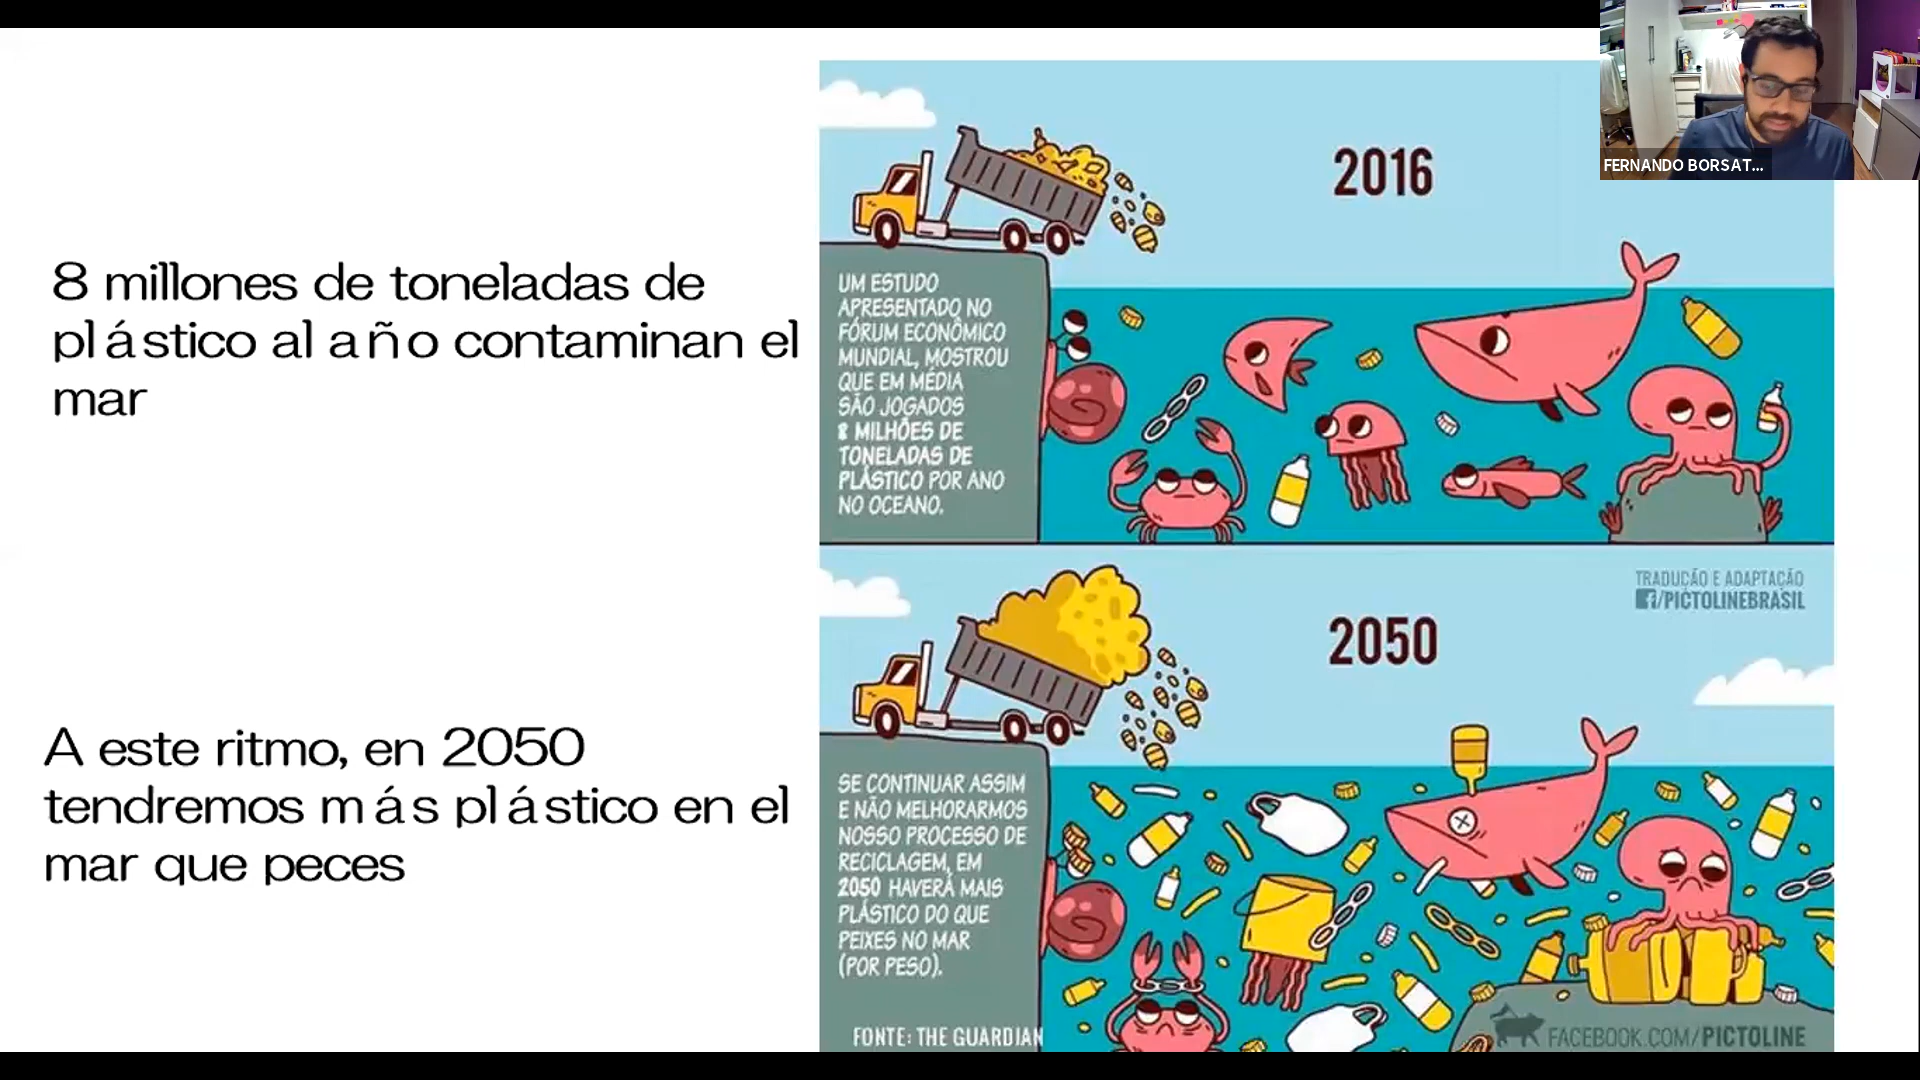 8 millones de toneladas de
plástico al año contaminan el
mar
A este ritmo, en 2050
tendremos más plástico en el
mar que peces
2016
UM ESTUDO
APRESENTADO NO
FÓRUM ECONÔMICO
MUNDIAL, MOSTROU
QUE EM MÉDIA
SÃO JOGADOS
8 MILHÕES DE
TONELADAS DE
PLÁSTICO POR ANO
NO OCEANO.
TRADUÇÃO E ADAPTAÇÃO
/PICTOLINEBRASIL
2050
SE CONTINUAR ASSIM
E NÃO MELHORARMOS
NOSSO PROCESSO DE
RECICLAGEM, EM
2050 HAVERÁ MAIS
PLÁSTICO DO QUE
PEIXES NO MAR
(POR PESO).
FONTE: THE GUARDIAN
FACEBOOK.COM/PICTOLINE
FERNANDO BORSAT...